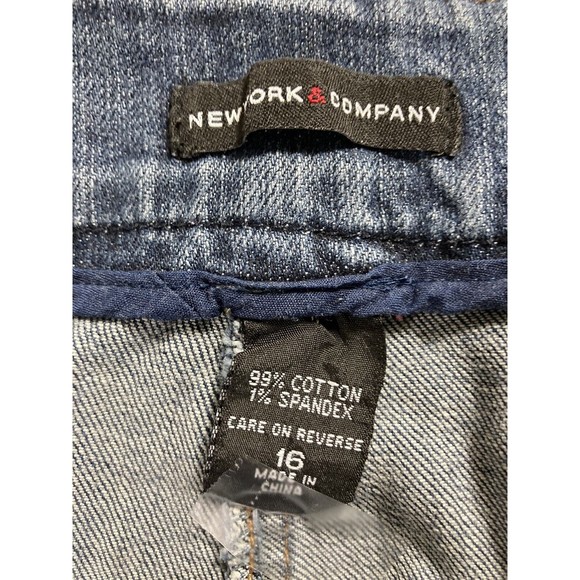 NEW YORK & COMPANY
99% COTTON
1% SPANDEX
CARE ON REVERSE
16
MADE IN
CHINA